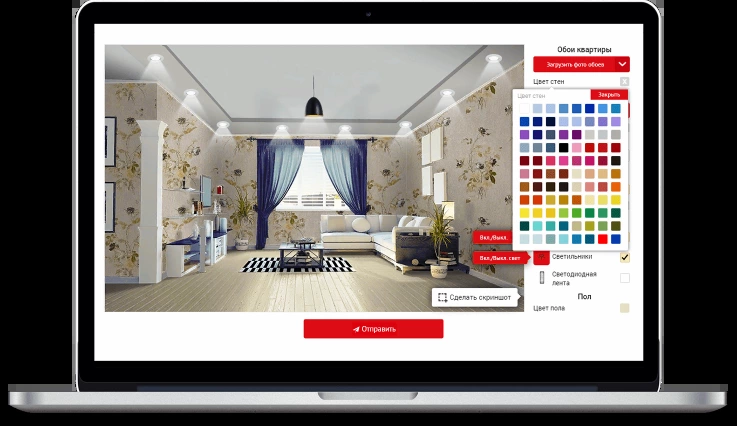 Обои квартиры
Загрузить фото обоев
Цвет стен
Цвет стен
Закрыть
Вкл./Выкл.
Вкл./Выкл. свет
Светильники
Светодиодная
лента
Сделать скриншот
Пол
Цвет пола
Отправить